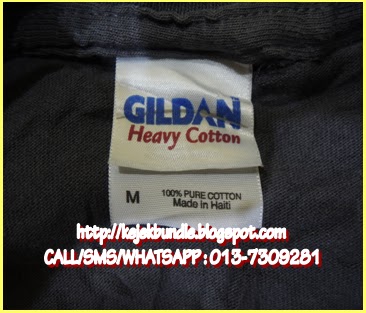 GILDAN
Heavy Cotton
M
100% PURE COTTON
Made in Haiti
http://kejekbundle.blogspot.com
CALL/SMS/WHATSAPP : 013-7309281